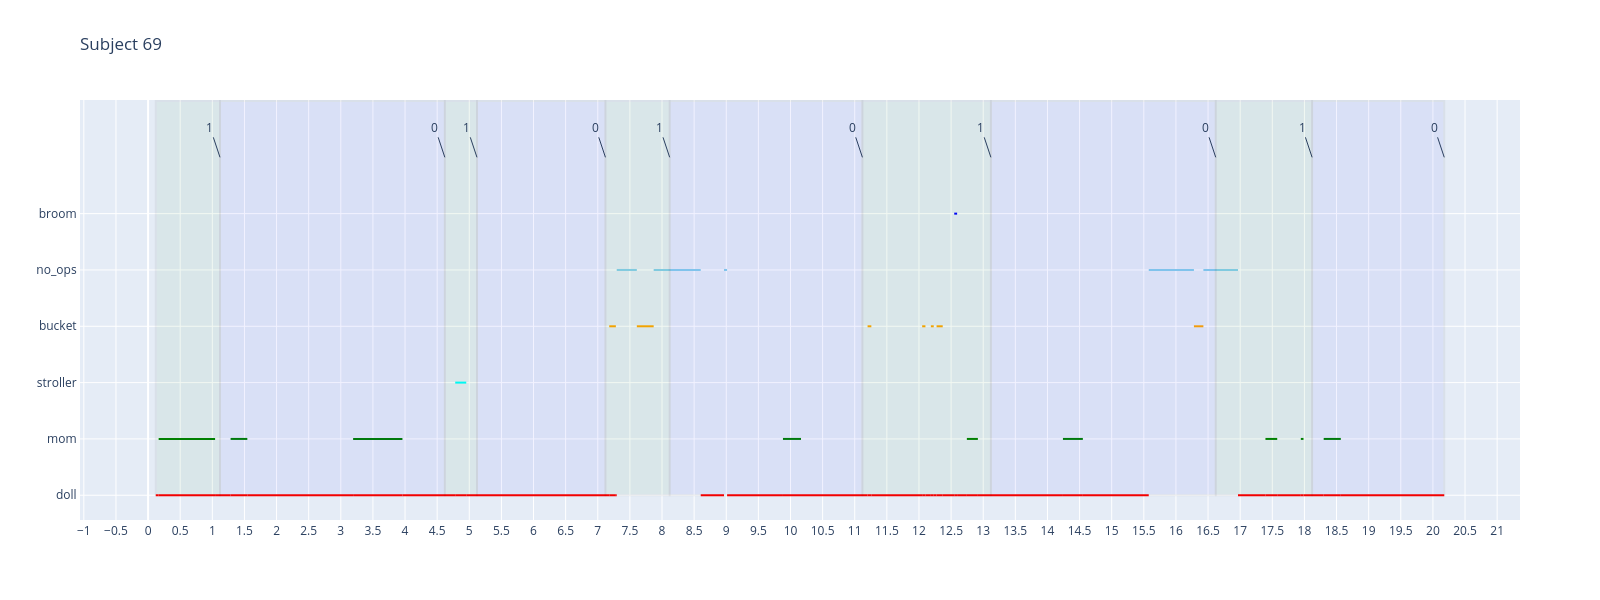 Subject 69
1 0 1 0 1 0 1 0 1 0
broom
no_ops
bucket
stroller
mom
doll
−1 −0.5 0 0.5 1 1.5 2 2.5 3 3.5 4 4.5 5 5.5 6 6.5 7 7.5 8 8.5 9 9.5 10 10.5 11 11.5 12 12.5 13 13.5 14 14.5 15 15.5 16 16.5 17 17.5 18 18.5 19 19.5 20 20.5 21